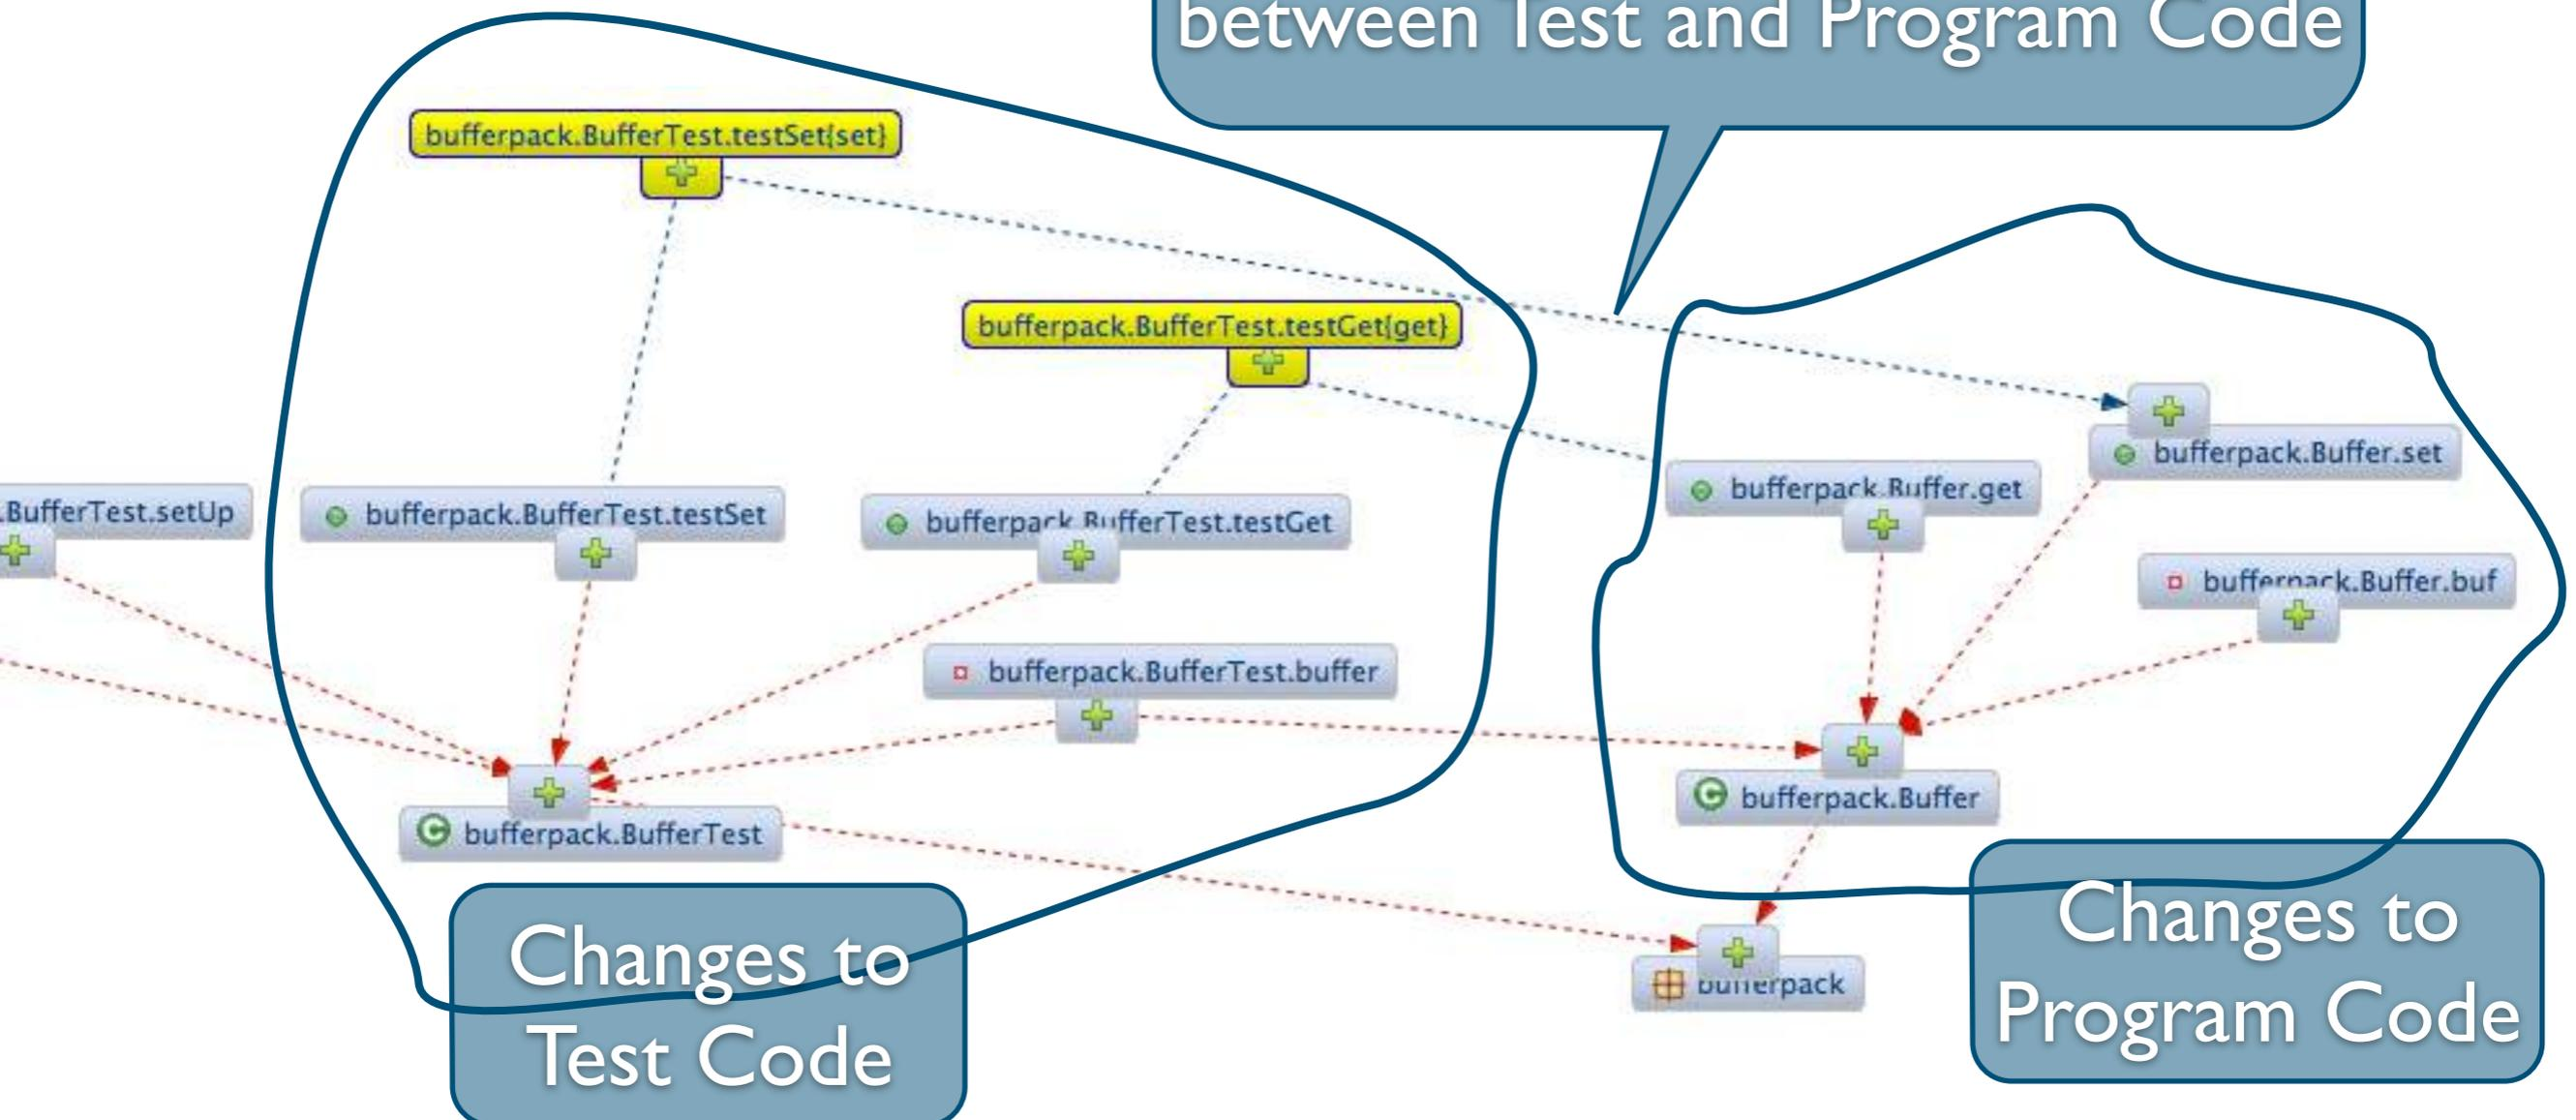 between Test and Program Code
bufferpack.BufferTest.testSet{set}
bufferpack.BufferTest.testGet{get}
bufferpack.Buffer.set
bufferpack.Buffer.get
.BufferTest.setUp
bufferpack.BufferTest.testSet
bufferpack.BufferTest.testGet
bufferpack.Buffer.buf
bufferpack.BufferTest.buffer
bufferpack.Buffer
bufferpack.BufferTest
bufferpack
Changes to
Test Code
Changes to
Program Code